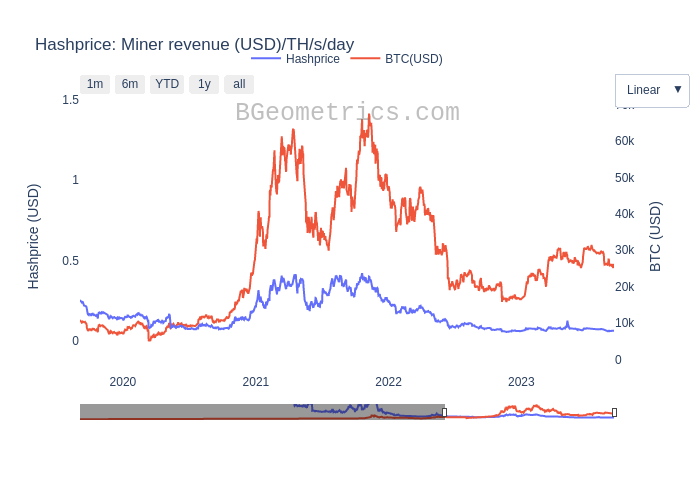 Hashprice: Miner revenue (USD)/TH/s/day
Hashprice BTC(USD)
1m 6m YTD 1y all
Linear ▼
BGeometrics.com
1.5
1
0.5
0
Hashprice (USD)
60k
50k
40k
30k
20k
10k
0
BTC (USD)
2020 2021 2022 2023